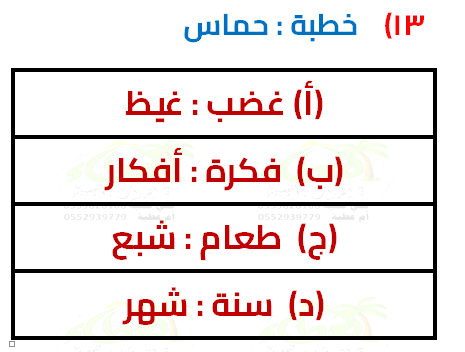 ١٣) خطبة : حماس
(أ) غضب : غيظ
(ب) فكرة : أفكار
0552939779 0552939779
أم عطية أم عطية
(ج) طعام : شبع
(د) سنة : شهر